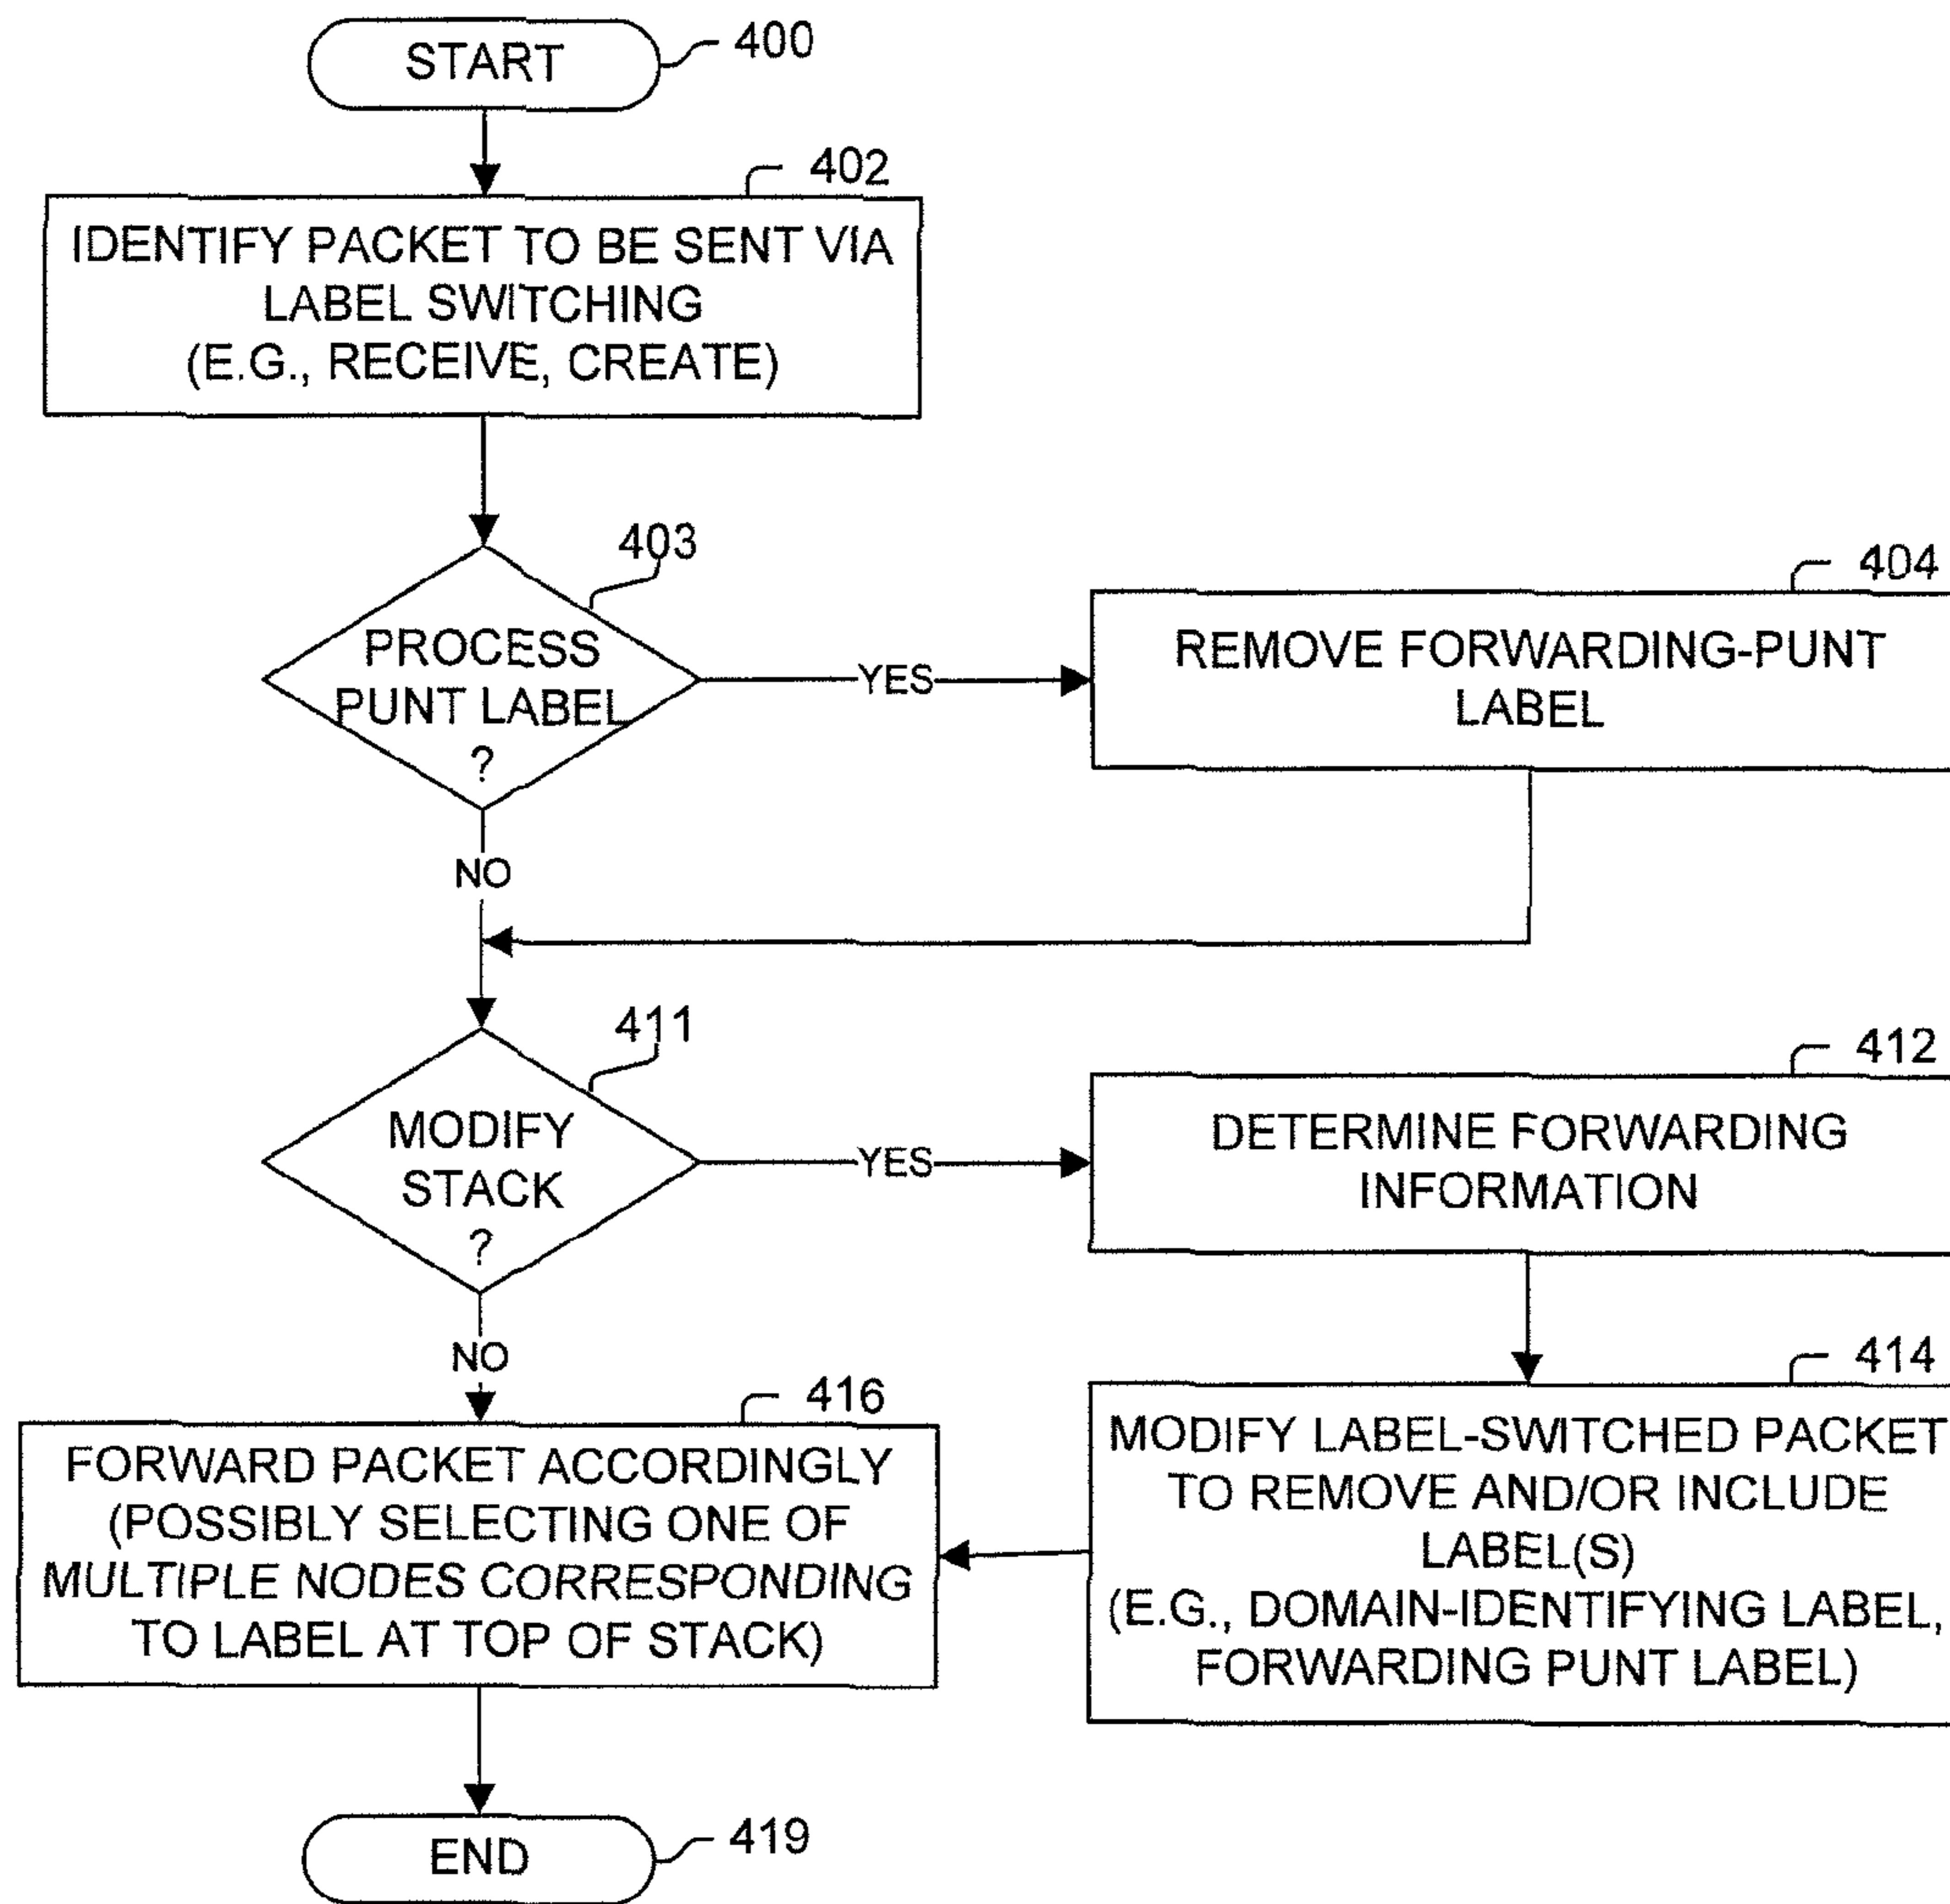 START
400
402
IDENTIFY PACKET TO BE SENT VIA
LABEL SWITCHING
(E.G., RECEIVE, CREATE)
403
PROCESS
PUNT LABEL
?
YES
404
REMOVE FORWARDING-PUNT
LABEL
NO
411
MODIFY
STACK
?
YES
412
DETERMINE FORWARDING
INFORMATION
NO
414
MODIFY LABEL-SWITCHED PACKET
TO REMOVE AND/OR INCLUDE
LABEL(S)
(E.G., DOMAIN-IDENTIFYING LABEL,
FORWARDING PUNT LABEL)
416
FORWARD PACKET ACCORDINGLY
(POSSIBLY SELECTING ONE OF
MULTIPLE NODES CORRESPONDING
TO LABEL AT TOP OF STACK)
END
419